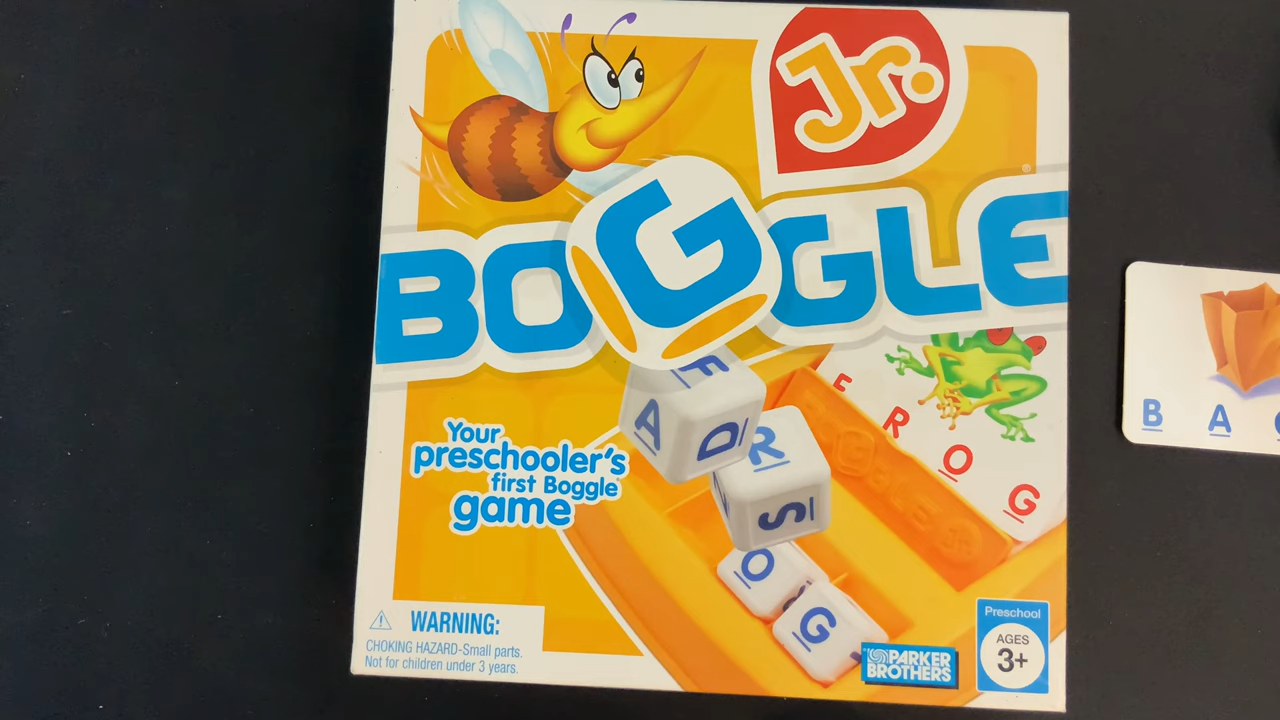 Jr.
BOGGLE
®
F
A
D
R
S
O
G
F
R
O
G
Your
preschooler's
first Boggle
game
B A
WARNING:
CHOKING HAZARD-Small parts.
Not for children under 3 years.
PARKER
BROTHERS
Preschool
AGES
3+